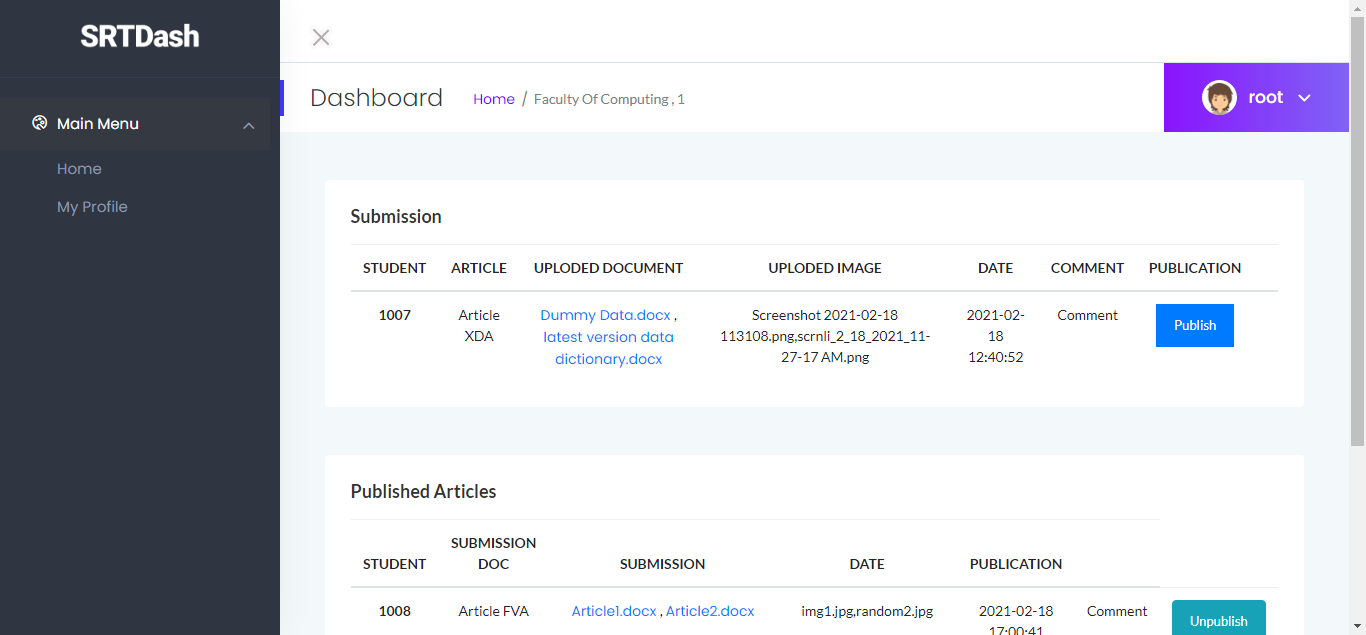 SRTDash
Dashboard
Home / Faculty Of Computing , 1
root
Main Menu
Home
My Profile
Submission
STUDENT ARTICLE UPLODED DOCUMENT UPLODED IMAGE DATE COMMENT PUBLICATION
1007 Article Dummy Data.docx , Screenshot 2021-02-18 2021-02- Comment Publish
XDA latest version data 113108.png,scrnli_2_18_2021_11- 18
dictionary.docx 27-17 AM.png 12:40:52
Published Articles
SUBMISSION
STUDENT DOC SUBMISSION DATE PUBLICATION
1008 Article FVA Article1.docx , Article2.docx img1.jpg,random2.jpg 2021-02-18 Comment Unpublish
17:00:41